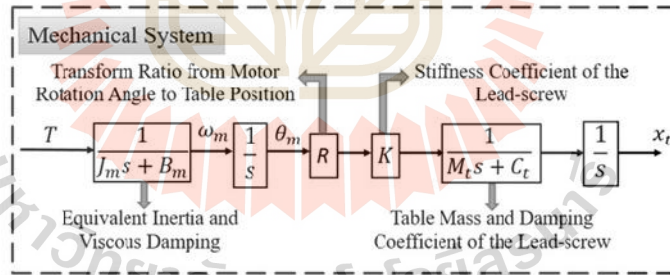 Mechanical System
Transform Ratio from Motor
Rotation Angle to Table Position
Stiffness Coefficient of the
Lead-screw
T
1
J_m s + B_m
ω_m
1
s
θ_m
R
K
1
M_t s + C_t
1
s
x_t
Equivalent Inertia and
Viscous Damping
Table Mass and Damping
Coefficient of the Lead-screw